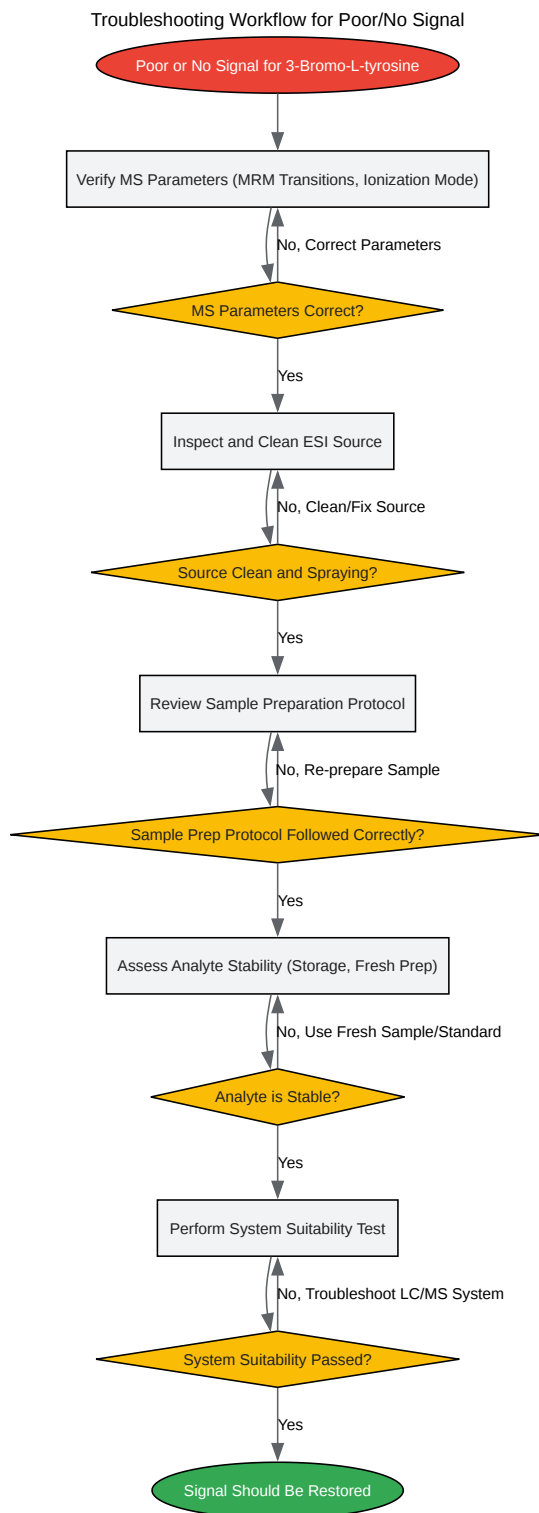 Troubleshooting Workflow for Poor/No Signal
Poor or No Signal for 3-Bromo-L-tyrosine
Verify MS Parameters (MRM Transitions, Ionization Mode)
No, Correct Parameters
MS Parameters Correct?
Yes
Inspect and Clean ESI Source
No, Clean/Fix Source
Source Clean and Spraying?
Yes
Review Sample Preparation Protocol
No, Re-prepare Sample
Sample Prep Protocol Followed Correctly?
Yes
Assess Analyte Stability (Storage, Fresh Prep)
No, Use Fresh Sample/Standard
Analyte is Stable?
Yes
Perform System Suitability Test
No, Troubleshoot LC/MS System
System Suitability Passed?
Yes
Signal Should Be Restored